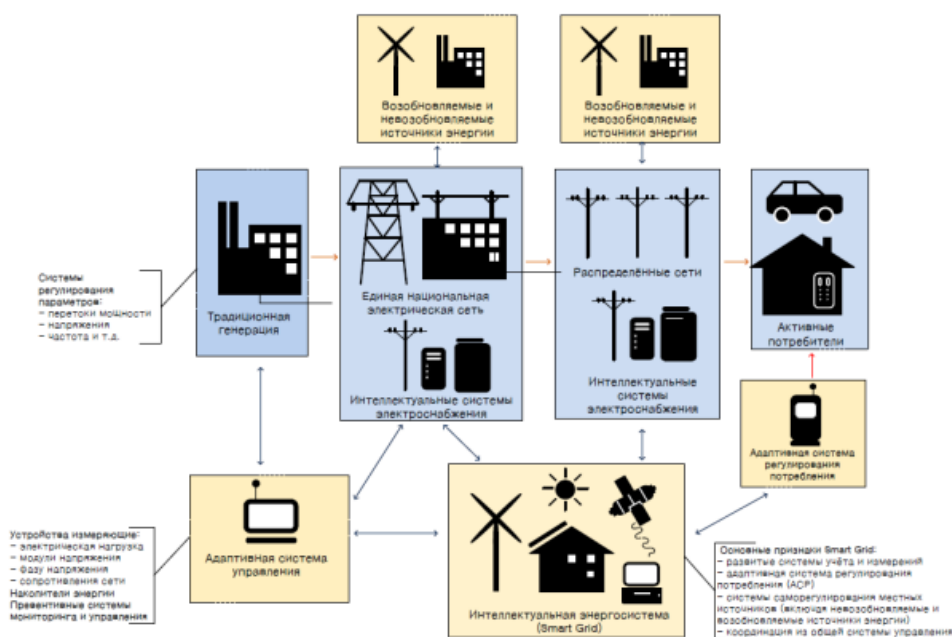 Возобновляемые и
невозобновляемые
источники энергии
Возобновляемые и
невозобновляемые
источники энергии
Системы
регулирования
параметров:
- перетоки мощности
- напряжения
- частота и т.д.
Традиционная
генерация
Единая национальная
электрическая сеть
Интеллектуальные системы
электроснабжения
Распределённые сети
Интеллектуальные
системы
электроснабжения
Активные
потребители
Адаптивная система
регулирования
потребления
Устройства измеряющие:
- электрическая нагрузка
- модули напряжения
- фазу напряжения
- сопротивления сети
Накопители энергии
Превентивные системы
мониторинга и управления
Адаптивная система
управления
Интеллектуальная энергосистема
(Smart Grid)
Основные признаки Smart Grid:
- развитые системы учёта и измерений
- адаптивная система регулирования
потребления (АСР)
- системы саморегулирования местных
источников (включая невозобновляемые и
возобновляемые источники энергии)
- координация из общей системы управления